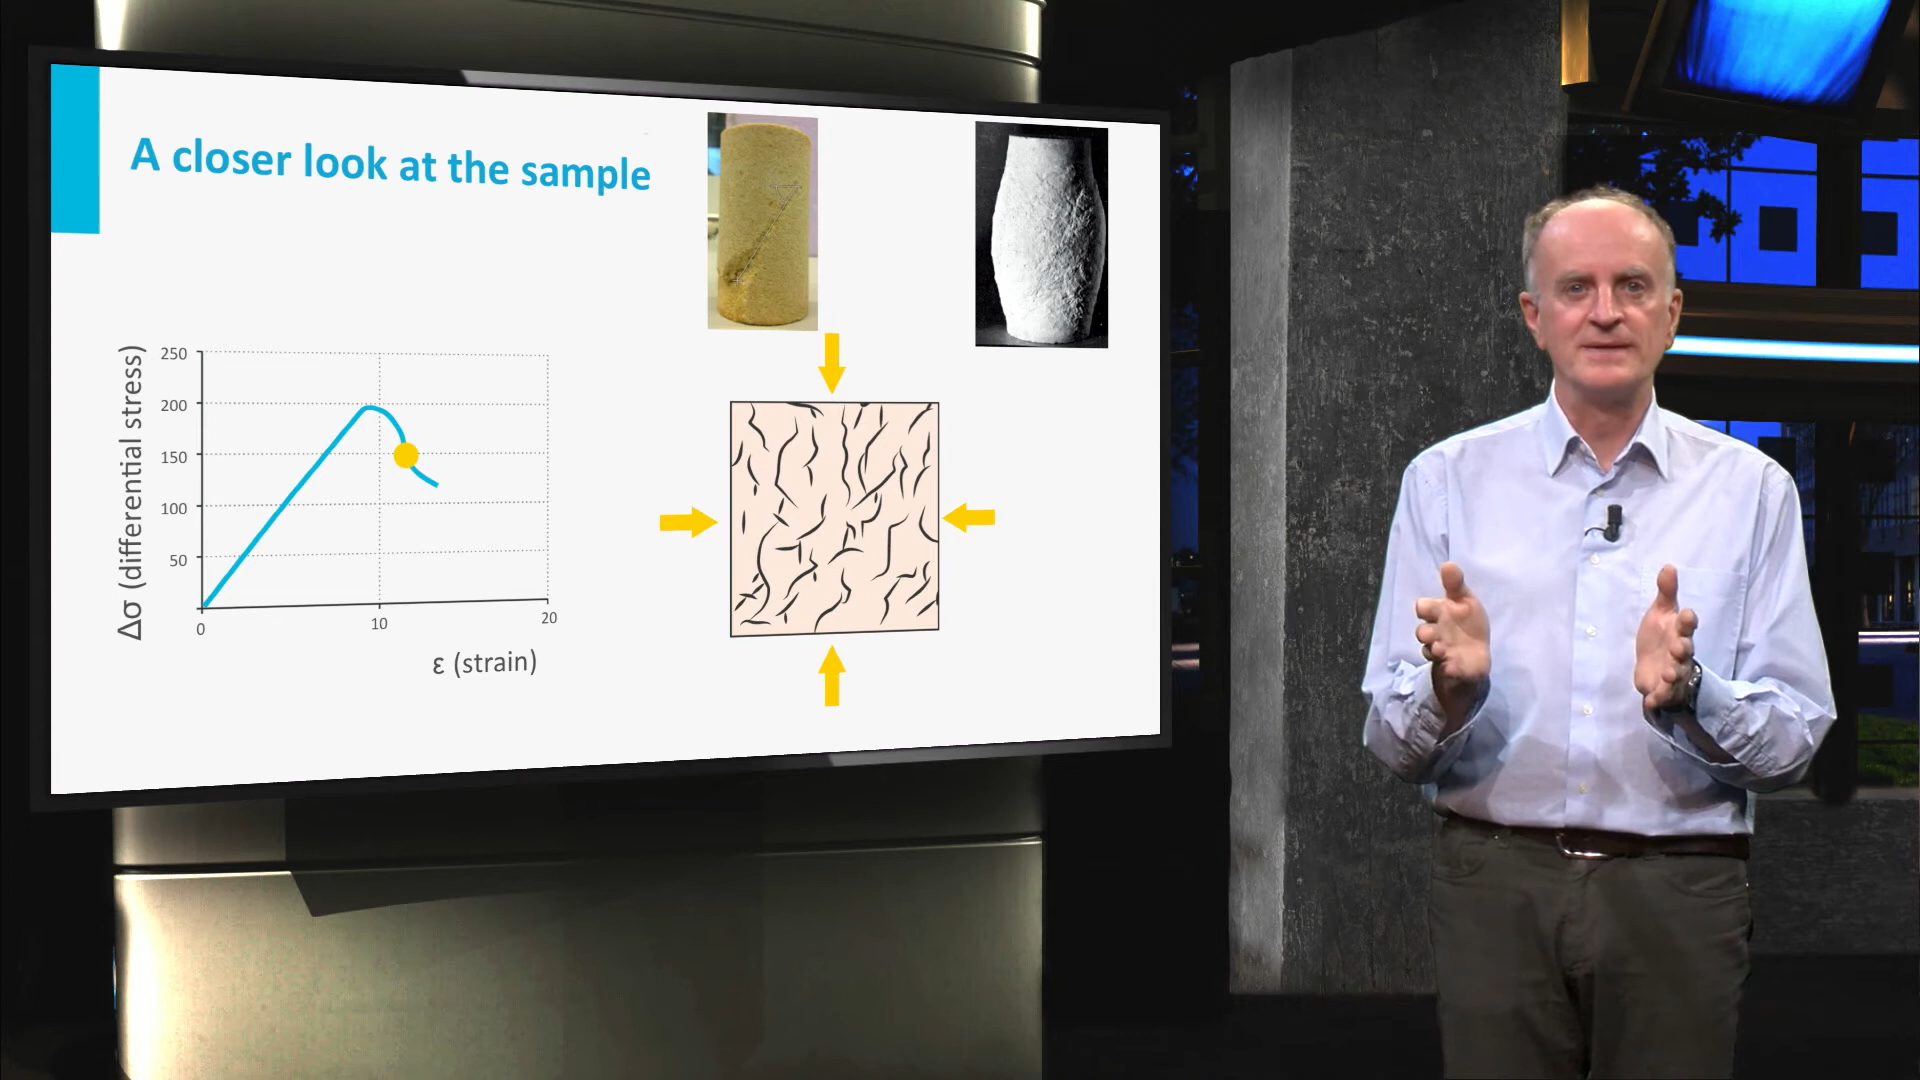 A closer look at the sample
Δσ (differential stress)
250
200
150
100
50
0
10
20
ε (strain)